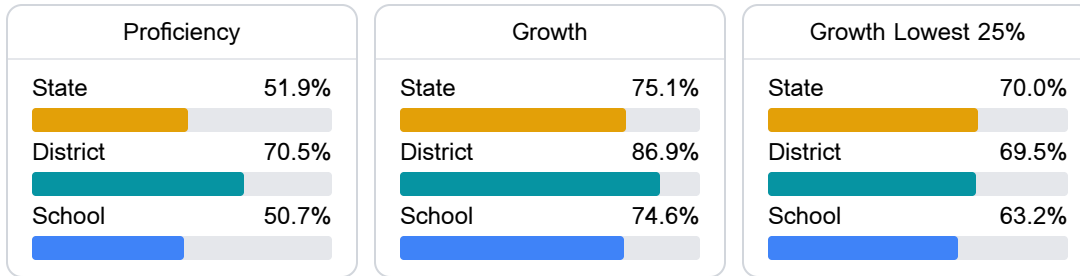 Proficiency
State 51.9%
District 70.5%
School 50.7%
Growth
State 75.1%
District 86.9%
School 74.6%
Growth Lowest 25%
State 70.0%
District 69.5%
School 63.2%